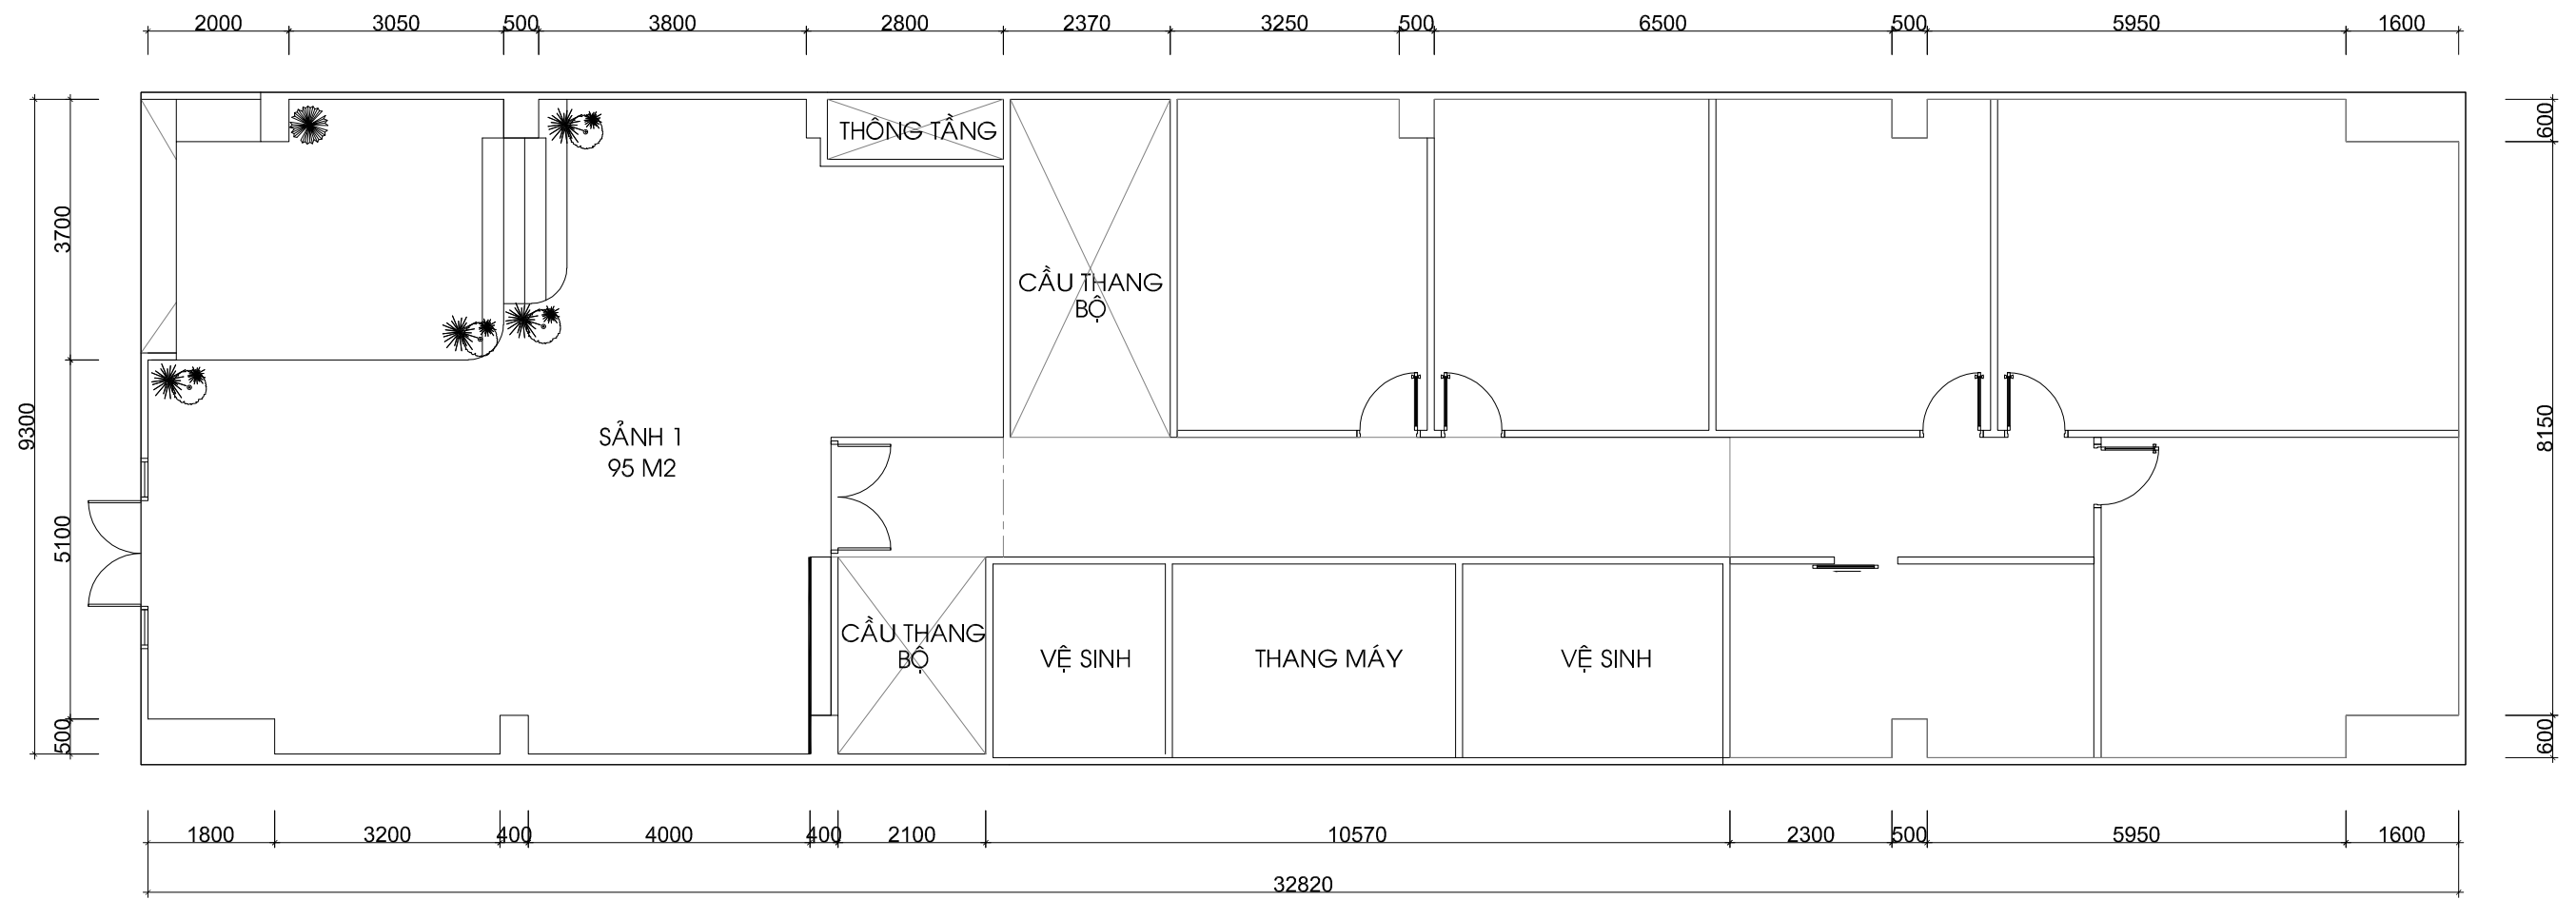 2000 3050 500 3800 2800 2370 3250 500 6500 500 5950 1600
THÔNG TẦNG
600
3700
CẦU THANG
BỘ
9300
SẢNH 1
95 M2
8150
5100
CẦU THANG
BỘ
VỆ SINH
THANG MÁY
VỆ SINH
500
600
1800 3200 400 4000 400 2100 10570 2300 500 5950 1600
32820